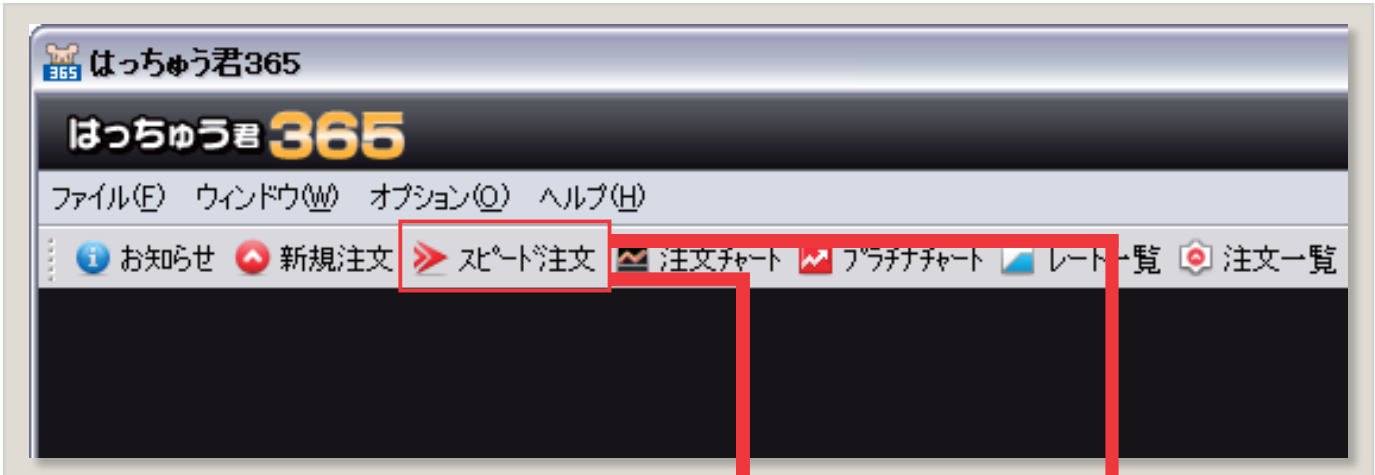 365
はっちゅう君365
はっちゅう君365
ファイル(F) ウィンドウ(W) オプション(O) ヘルプ(H)
お知らせ 新規注文 スピード注文 注文チャート プラチナチャート レート一覧 注文一覧